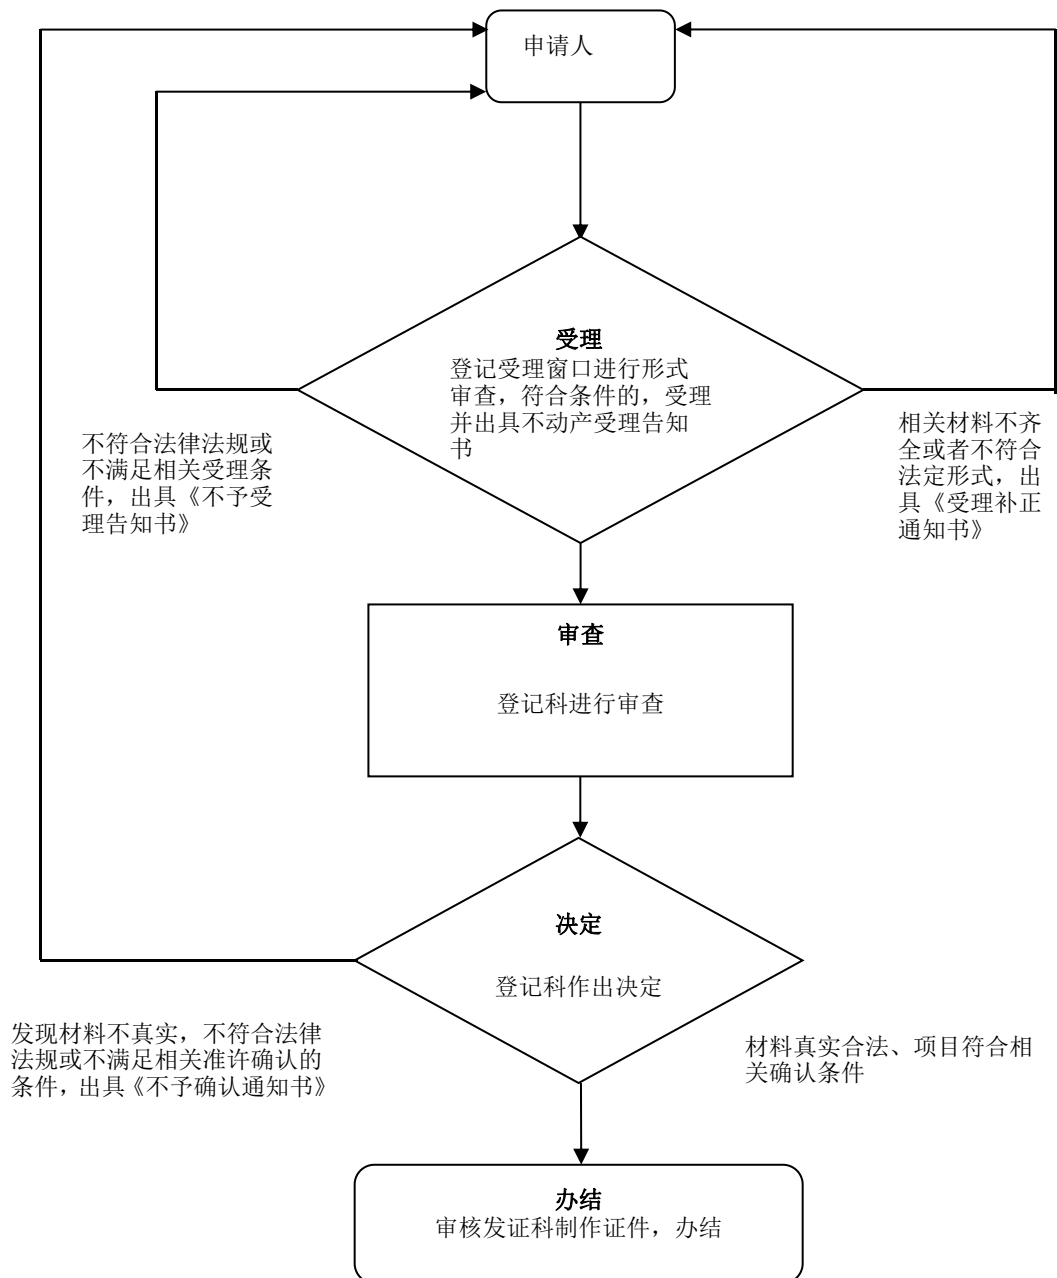 申请人
受理
登记受理窗口进行形式
审查，符合条件的，受理
并出具不动产受理告知
书
不符合法律法规或
不满足相关受理条
件，出具《不予受
理告知书》
相关材料不齐
全或者不符合
法定形式，出
具《受理补正
通知书》
审查
登记科进行审查
决定
登记科作出决定
发现材料不真实，不符合法律
法规或不满足相关准许确认的
条件，出具《不予确认通知书》
材料真实合法、项目符合相
关确认条件
办结
审核发证科制作证件，办结